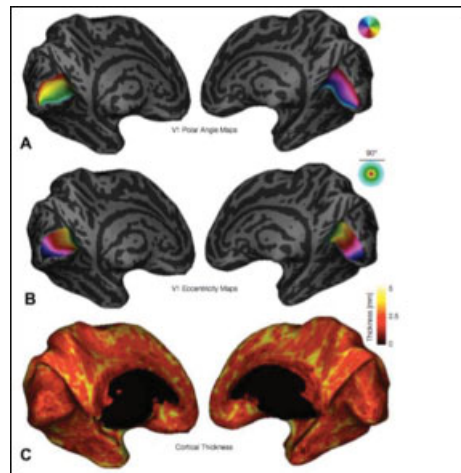 A
V1 Polar Angle Maps
90°
B
V1 Eccentricity Maps
Thickness (mm)
5
2.5
0
C
Cortical Thickness